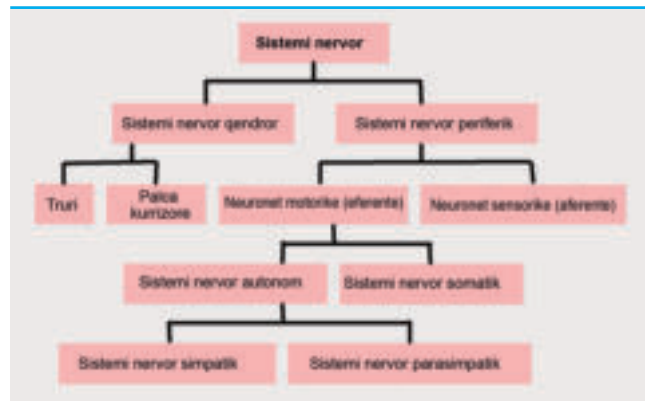 Sistemi nervor
Sistemi nervor qendror
Sistemi nervor periferik
Truri
Palca
kurrizore
Neuronet motorike (eferente)
Neuronet sensorike (aferente)
Sistemi nervor autonom
Sistemi nervor somatik
Sistemi nervor simpatik
Sistemi nervor parasimpatik